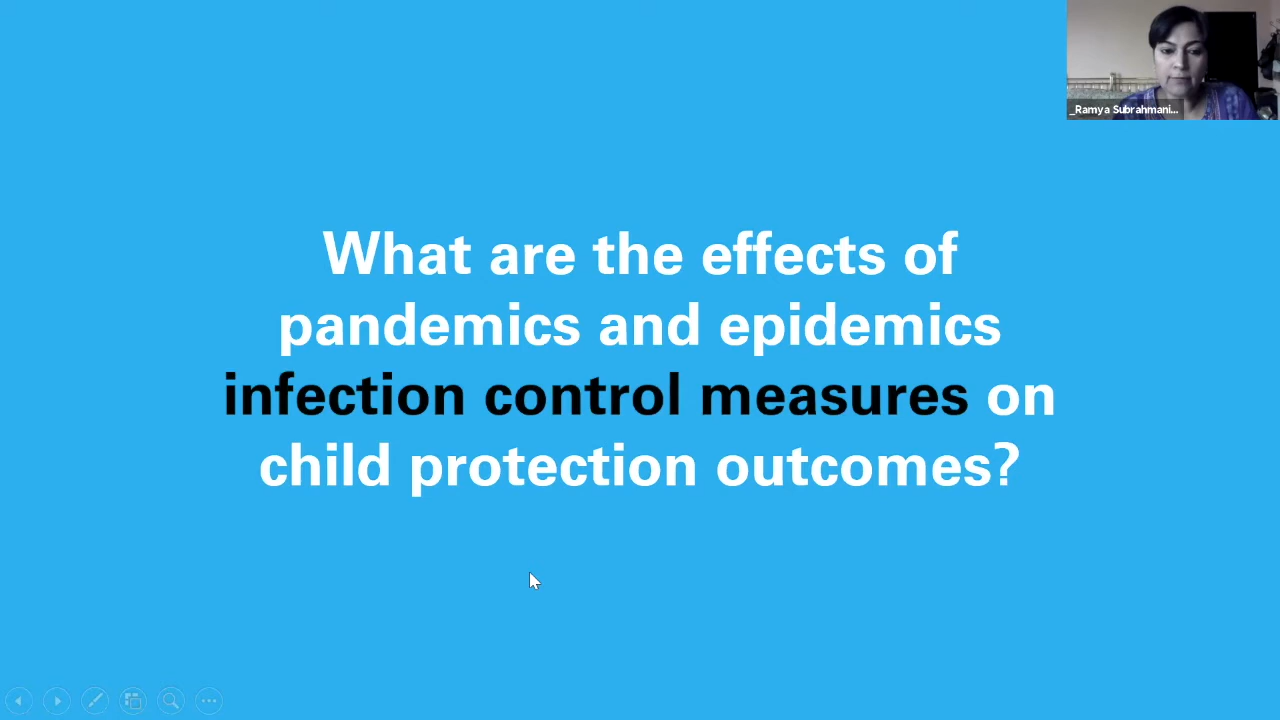 _Ramya Subrahmani...
What are the effects of
pandemics and epidemics
infection control measures on
child protection outcomes?